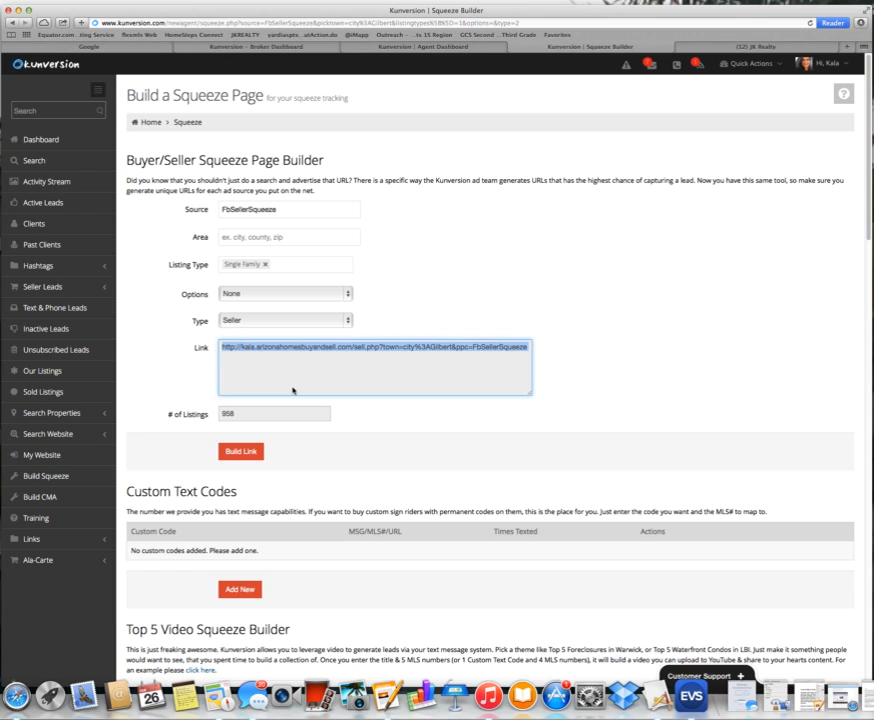 Kunversion | Squeeze Builder
www.kunversion.com/newagent/squeeze.php?source=FbSellerSqueeze&picktown=city%3AGilbert&listingtypes%5B%5D=1&options=&type=2
Reader
Equator.com...ting Service flexmls Web HomeSteps Connect JKREALTY yardiaspts...atAction.do @iMapp Outreach - ...ts 15 Region GCS Second ...Third Grade Favorites
Google
Kunversion - Broker Dashboard
Kunversion | Agent Dashboard
Kunversion | Squeeze Builder
(12) JK Realty
kunversion
Quick Actions
Hi, Kala
Search
Dashboard
Search
Activity Stream
Active Leads
Clients
Past Clients
Hashtags
Seller Leads
Text & Phone Leads
Inactive Leads
Unsubscribed Leads
Our Listings
Sold Listings
Search Properties
Search Website
My Website
Build Squeeze
Build CMA
Training
Links
Ala-Carte
Build a Squeeze Page for your squeeze tracking
Home > Squeeze
Buyer/Seller Squeeze Page Builder
Did you know that you shouldn't just do a search and advertise that URL? There is a specific way the Kunversion ad team generates URLs that has the highest chance of capturing a lead. Now you have this same tool, so make sure you
generate unique URLs for each ad source you put on the net.
Source FbSellerSqueeze
Area ex. city, county, zip
Listing Type Single Family ×
Options None
Type Seller
Link http://kala.arizonahomesbuyandsell.com/sell.php?town=city%3AGilbert&ppc=FbSellerSqueeze
# of Listings 958
Build Link
Custom Text Codes
The number we provide you has text message capabilities. If you want to buy custom sign riders with permanent codes on them, this is the place for you. Just enter the code you want and the MLS# to map to.
Custom Code MSG/MLS#/URL Times Texted Actions
No custom codes added. Please add one.
Add New
Top 5 Video Squeeze Builder
This is just freaking awesome. Kunversion allows you to leverage video to generate leads via your text message system. Pick a theme like Top 5 Foreclosures in Warwick, or Top 5 Waterfront Condos in LBI. Just make it something people
would want to see, that you spent time to build a collection of. Once you enter the title & 5 MLS numbers (or 1 Custom Text Code and 4 MLS numbers), it will build a video you can upload to YouTube & share to your hearts content. For
an example please click here.
Customer Support +
26
EVS